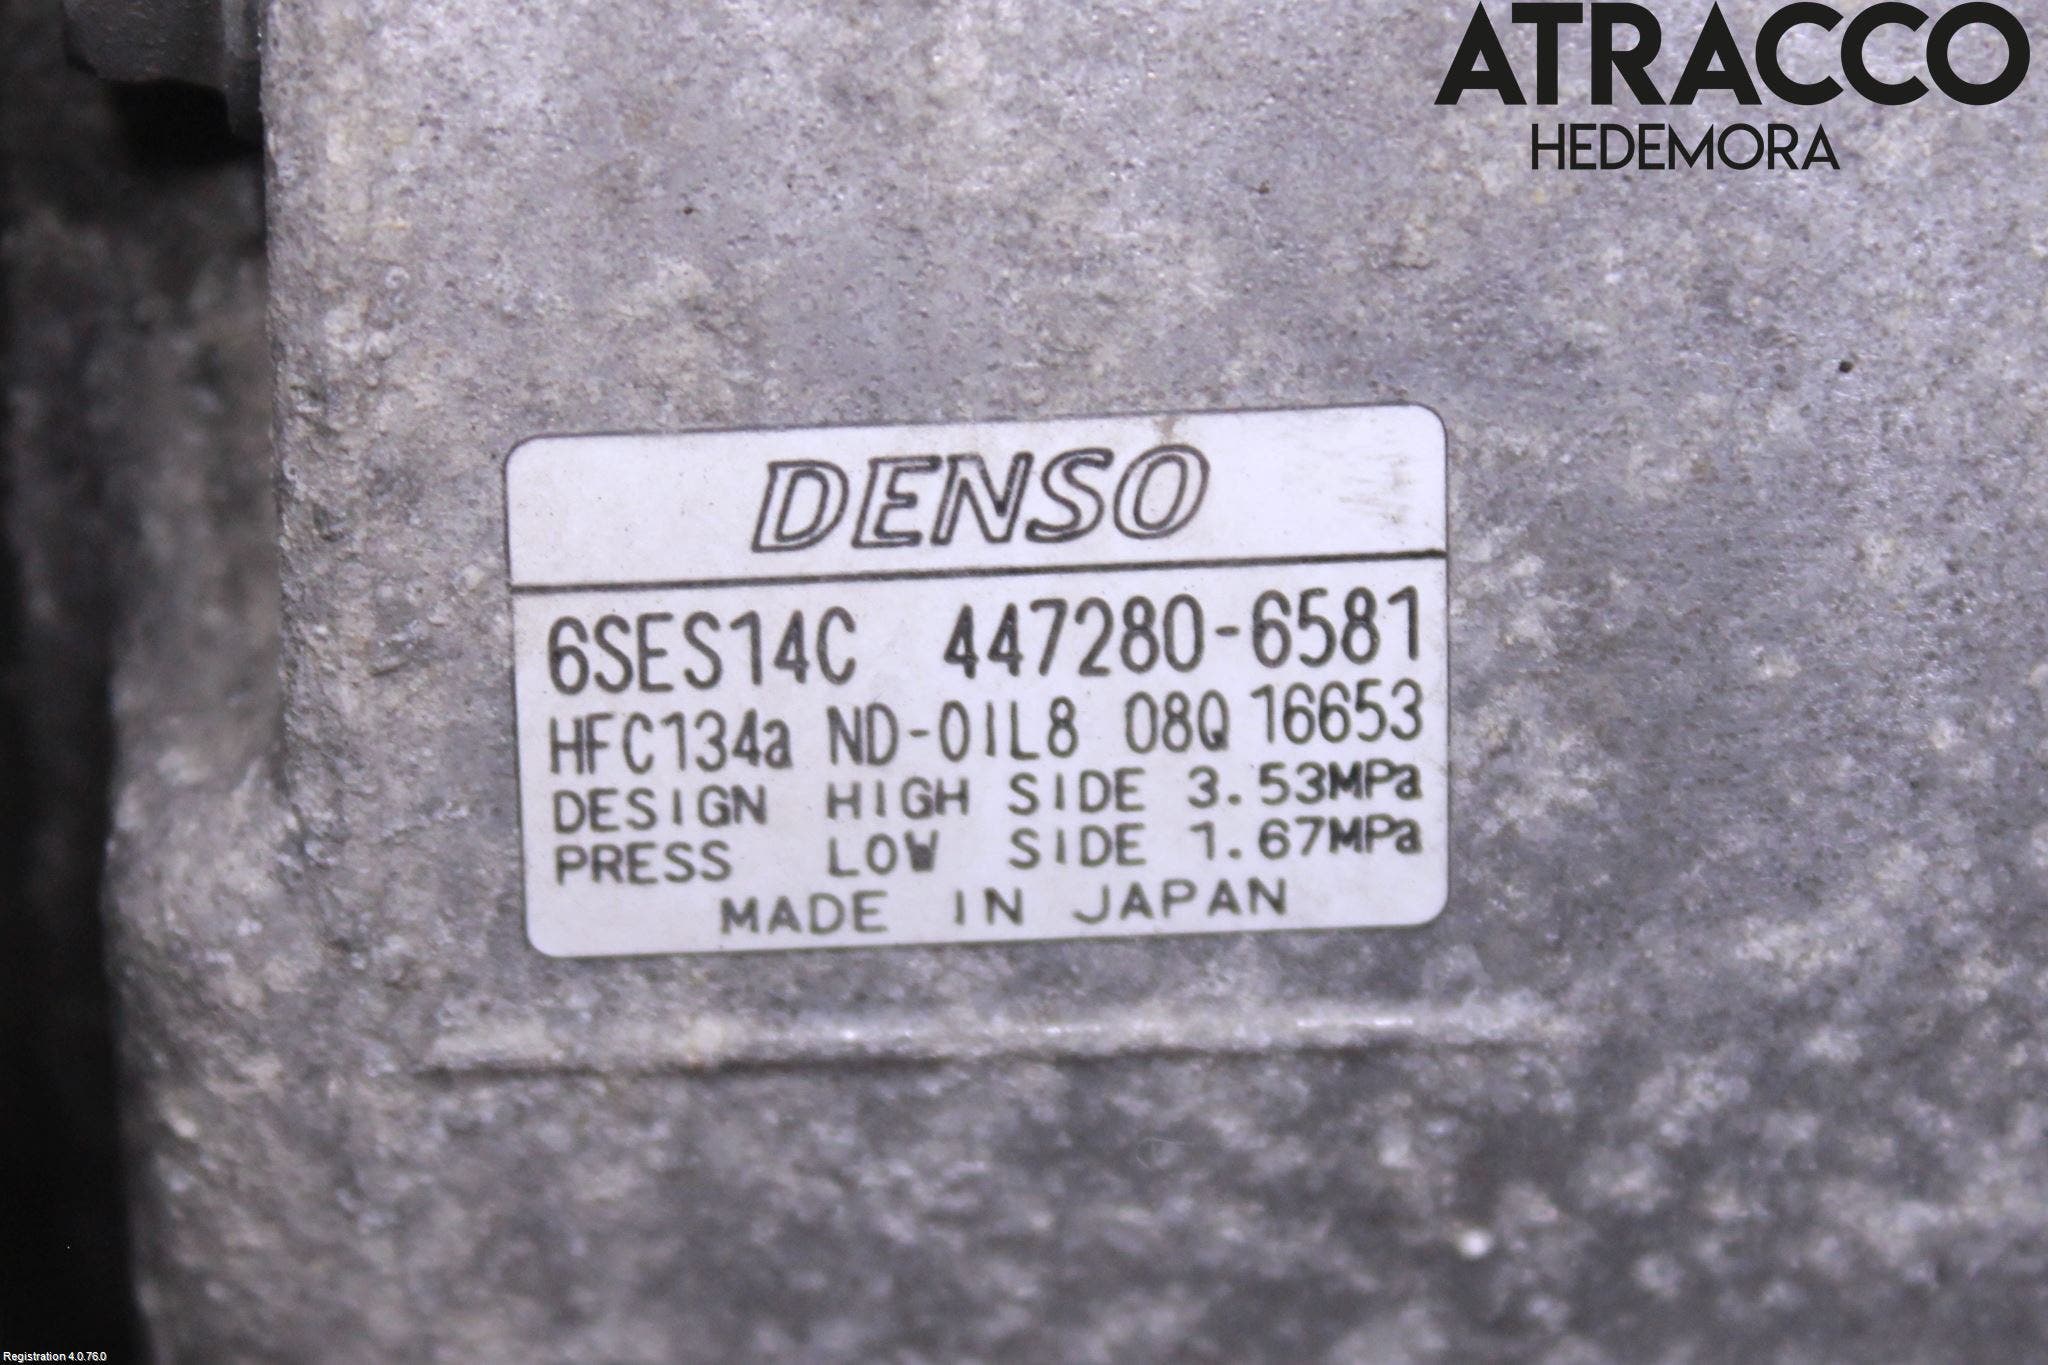 ATRACCO
HEDEMORA
DENSO
6SES14C 447280-6581
HFC134a ND-OIL8 08Q 16653
DESIGN HIGH SIDE 3.53MPa
PRESS LOW SIDE 1.67MPa
MADE IN JAPAN
Registration 4.0.76.0